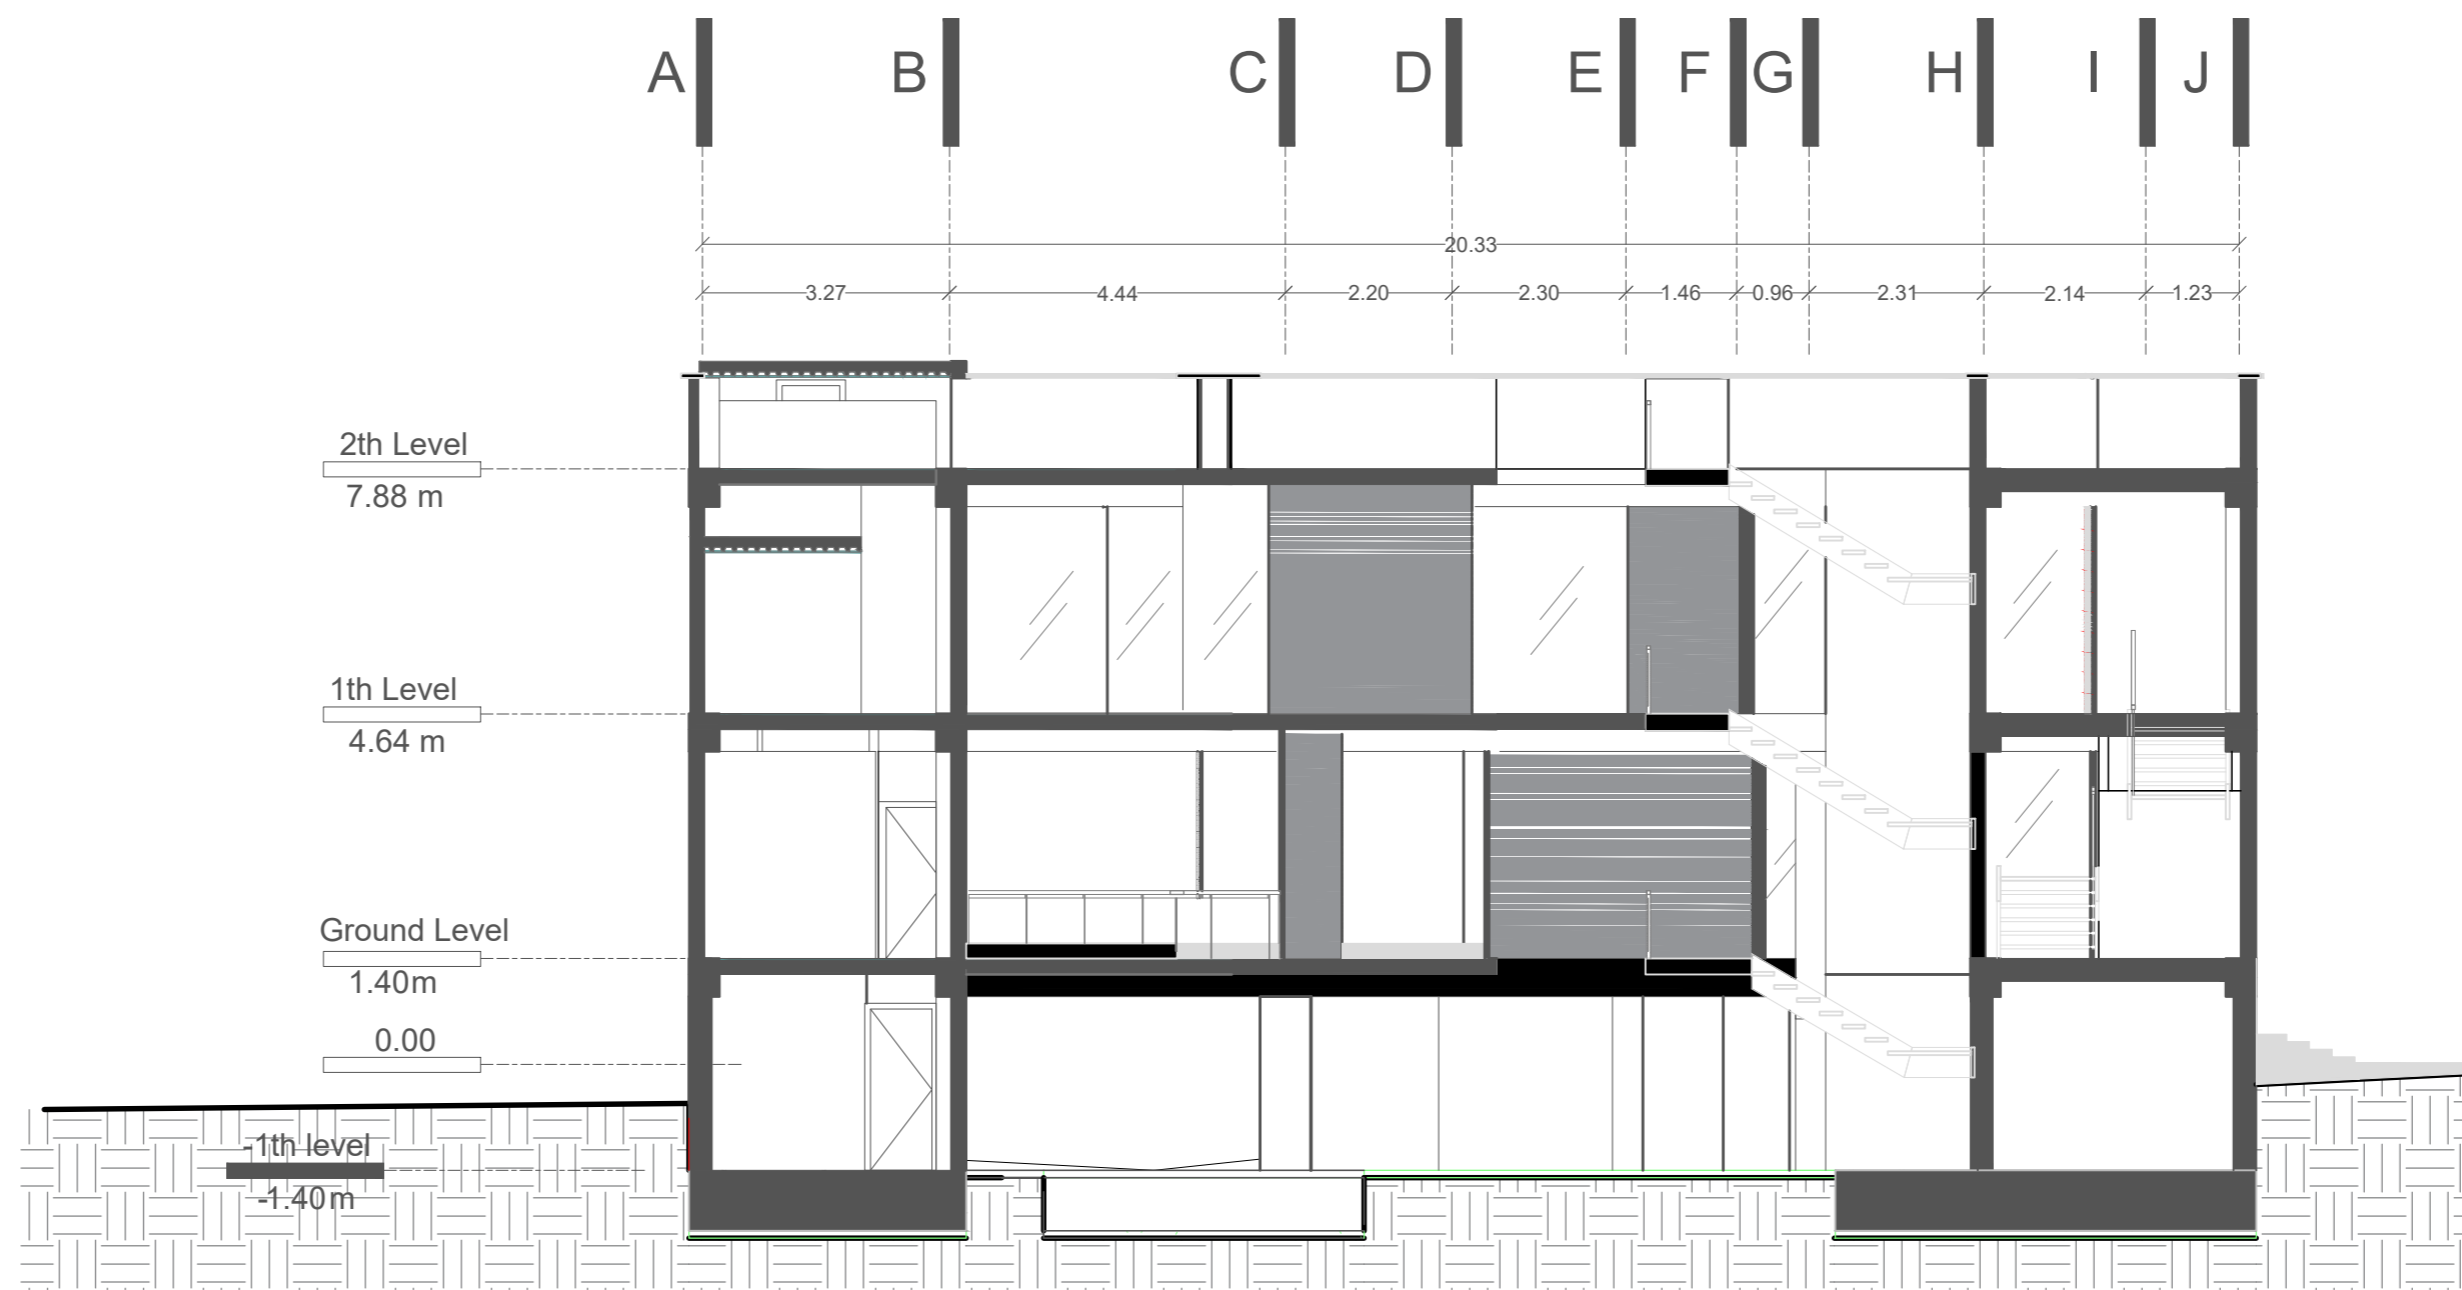 A B C D E F G H I J
20.33
3.27 4.44 2.20 2.30 1.46 0.96 2.31 2.14 1.23
2th Level
7.88 m
1th Level
4.64 m
Ground Level
1.40m
0.00
-1th level
-1.40m